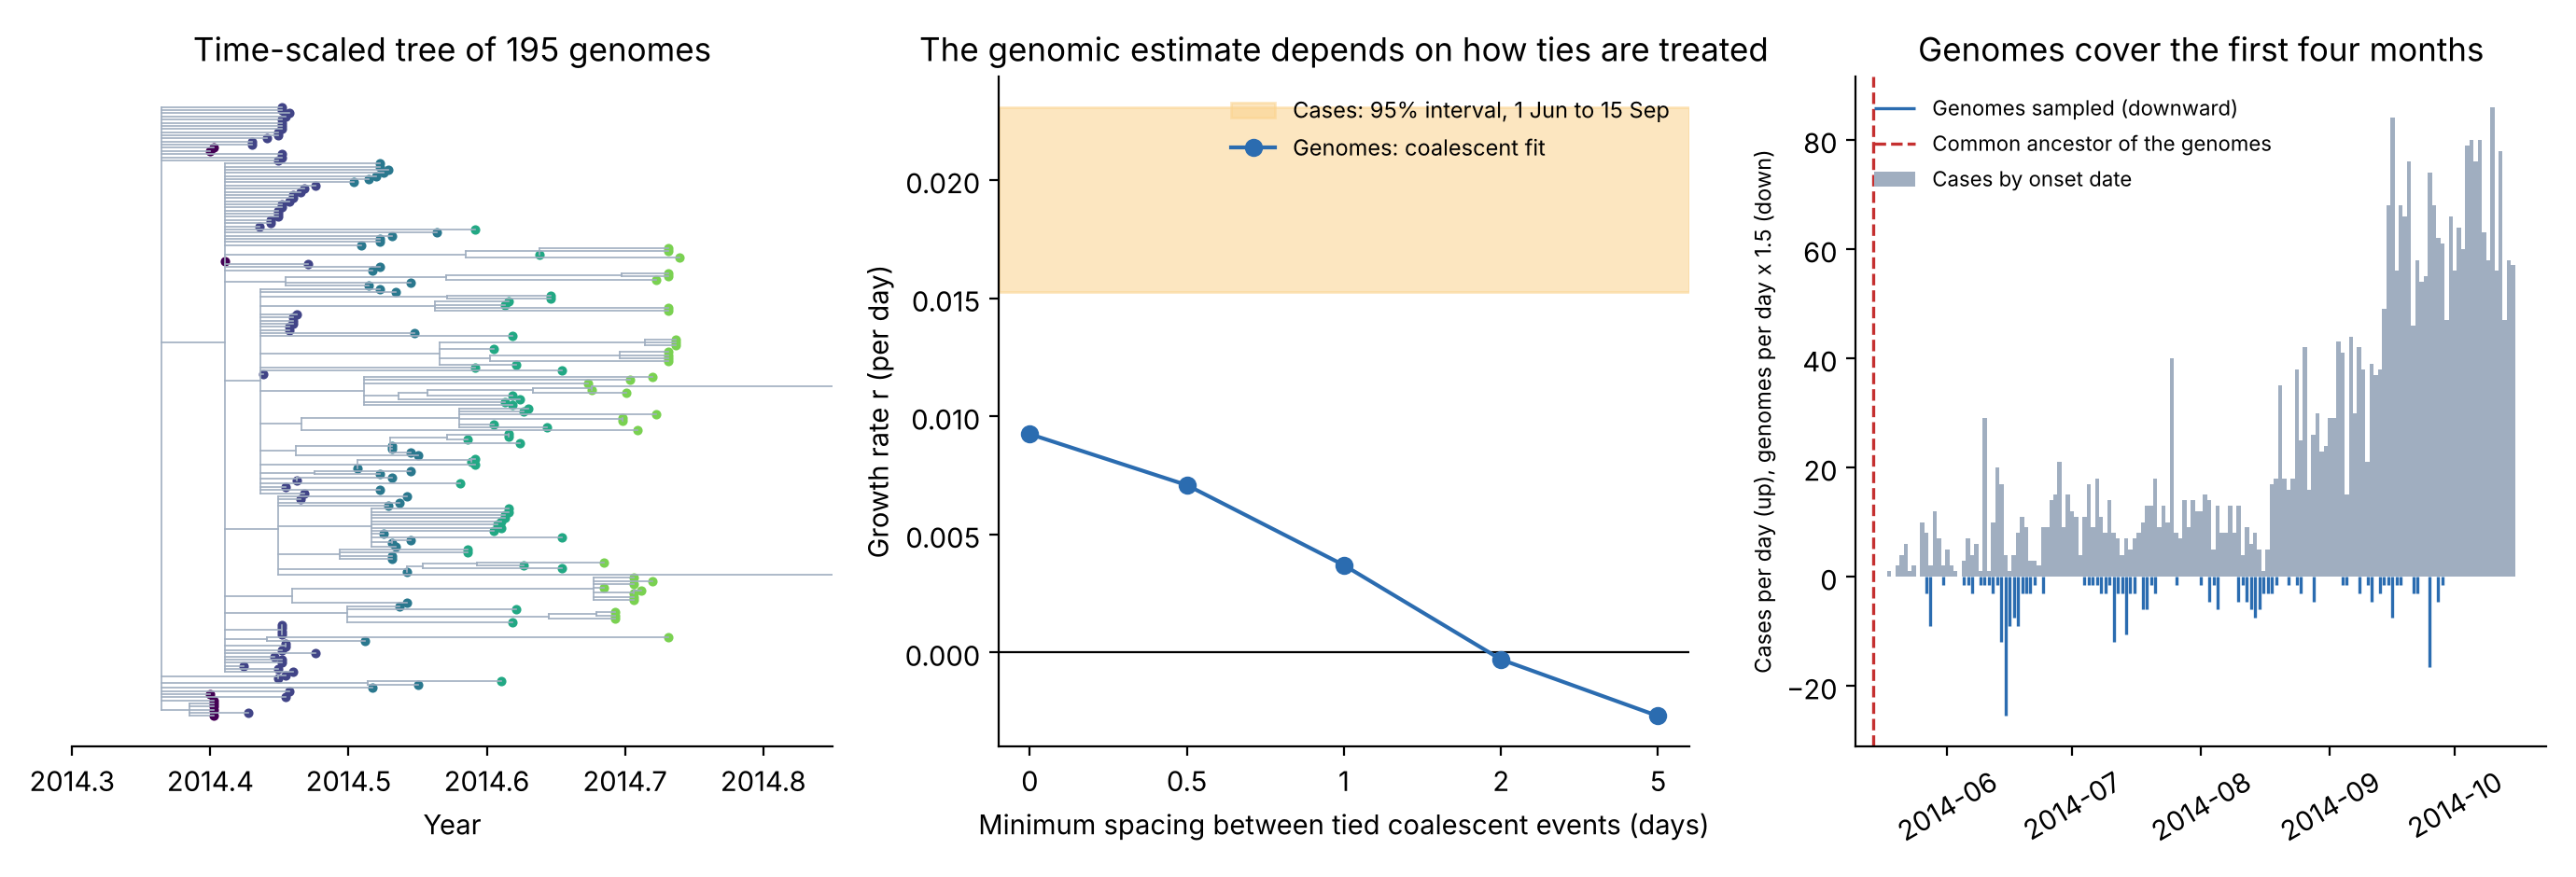 Time-scaled tree of 195 genomes
2014.3
2014.4
2014.5
2014.6
2014.7
2014.8
Year
The genomic estimate depends on how ties are treated
Cases: 95% interval, 1 Jun to 15 Sep
Genomes: coalescent fit
Growth rate r (per day)
0.020
0.015
0.010
0.005
0.000
0
0.5
1
2
5
Minimum spacing between tied coalescent events (days)
Genomes cover the first four months
Genomes sampled (downward)
Common ancestor of the genomes
Cases by onset date
Cases per day (up), genomes per day x 1.5 (down)
80
60
40
20
0
−20
2014-06
2014-07
2014-08
2014-09
2014-10